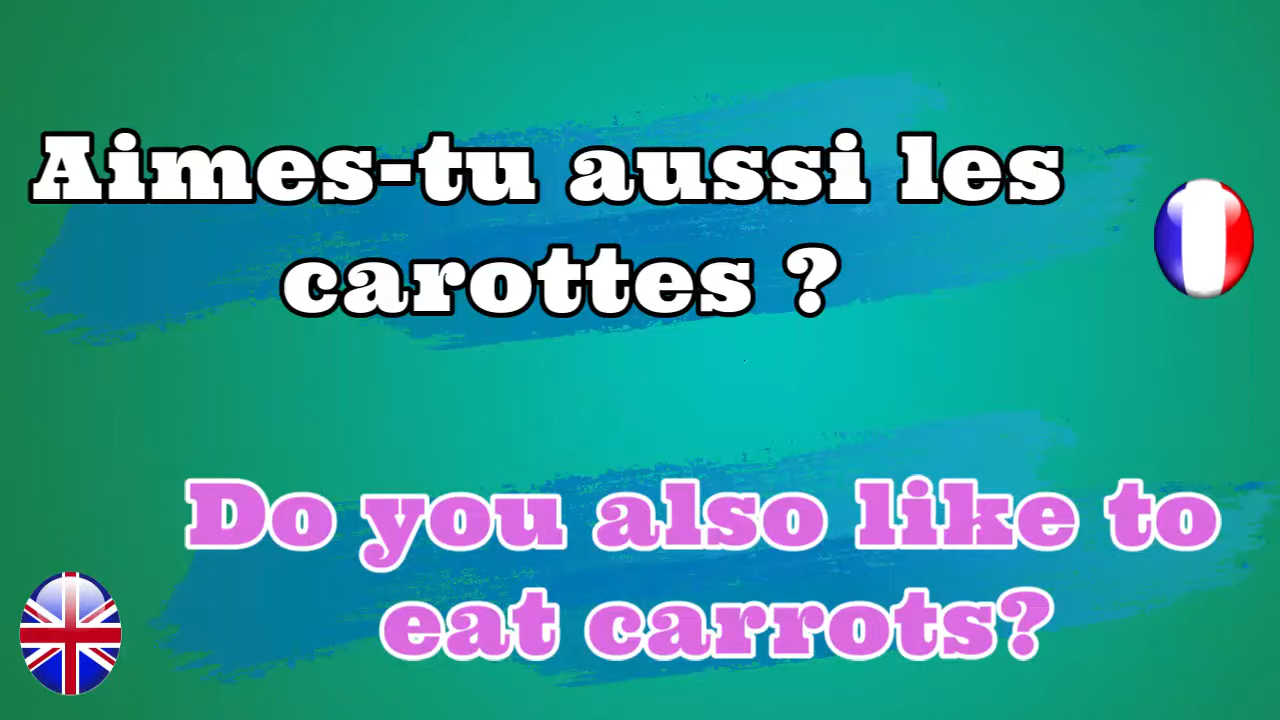 Aimes-tu aussi les
carottes ?
Do you also like to
eat carrots?